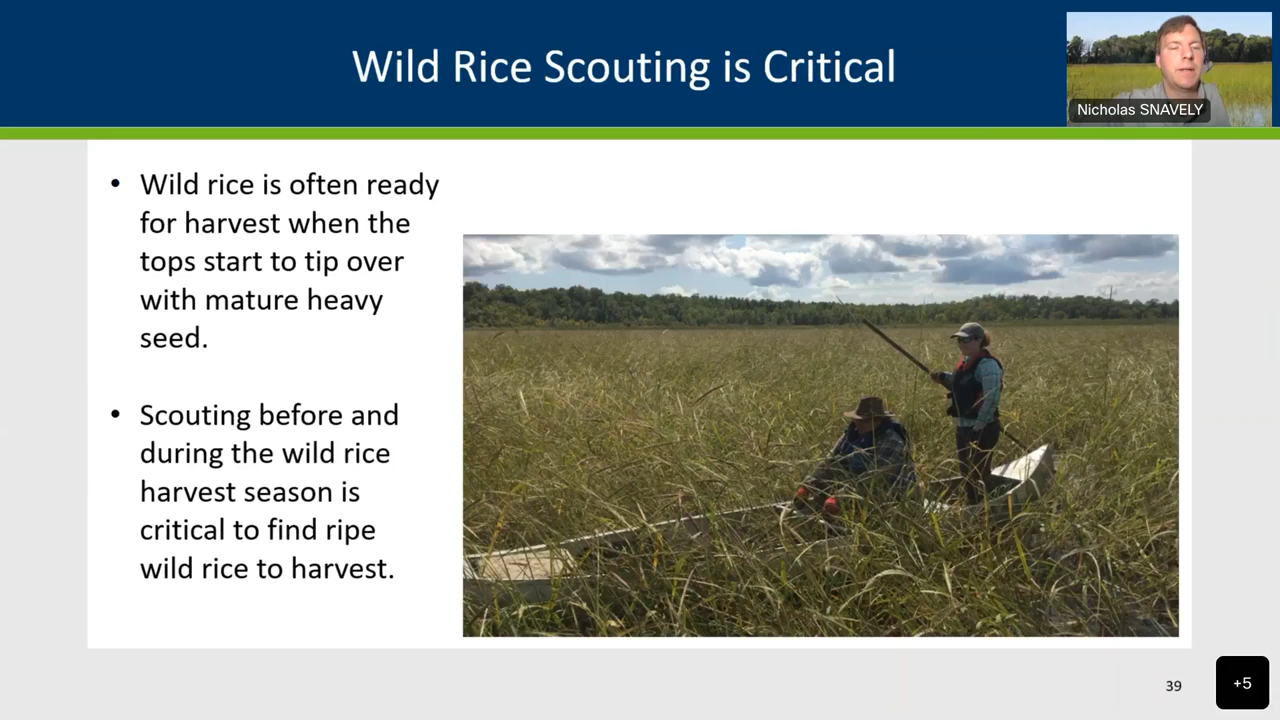 Wild Rice Scouting is Critical
Nicholas SNAVELY
• Wild rice is often ready
for harvest when the
tops start to tip over
with mature heavy
seed.
• Scouting before and
during the wild rice
harvest season is
critical to find ripe
wild rice to harvest.
39
+5